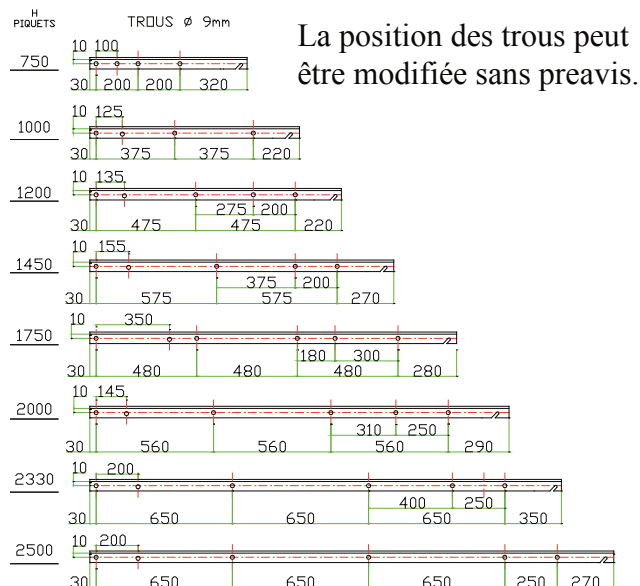 H
PIQUETS
TROUS ø 9mm
La position des trous peut
être modifiée sans preavis.
750
10 100
30 200 200 320
1000
10 125
30 375 375 220
1200
10 135
275 200
30 475 475 220
1450
10 155
375 200
30 575 575 270
1750
10 350
180 300
30 480 480 480 280
2000
10 145
310 250
30 560 560 560 290
2330
10 200
400 250
30 650 650 650 350
2500
10 200
30 650 650 650 250 270